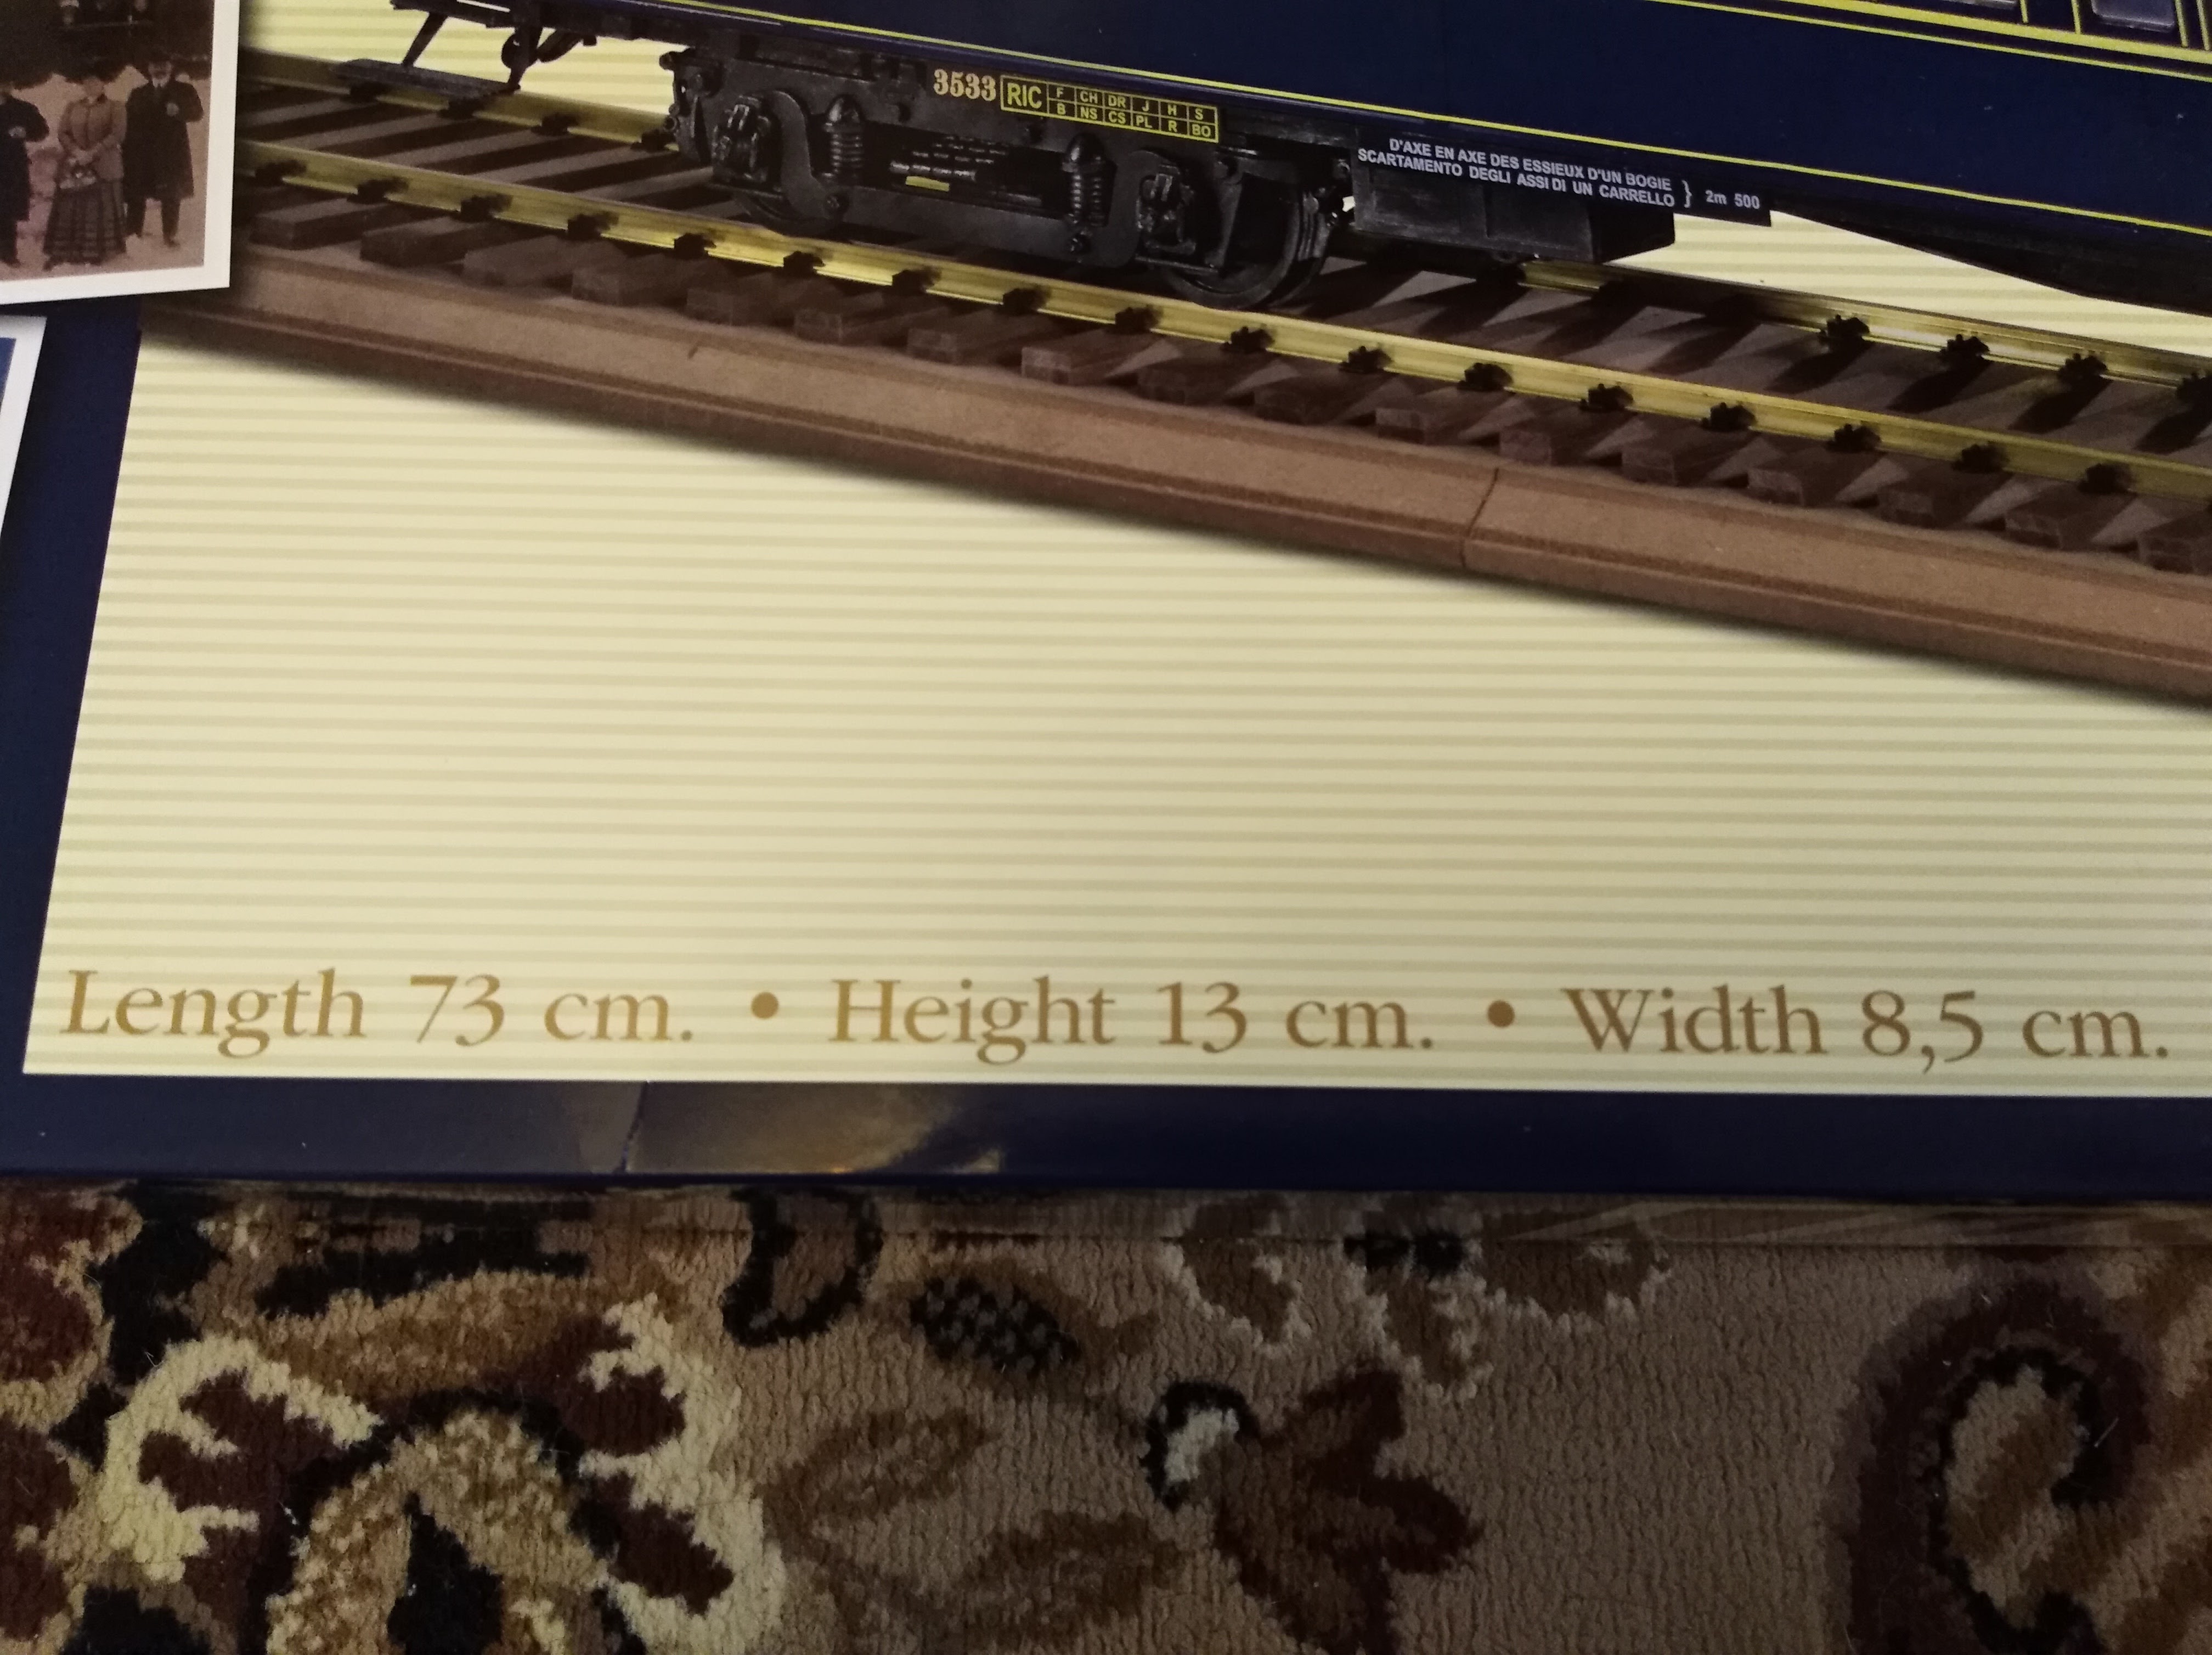 3533 RIC F CH DR J H S
B NS CS PL R BO
D'AXE EN AXE DES ESSIEUX D'UN BOGIE
SCARTAMENTO DEGLI ASSI DI UN CARRELLO } 2m 500
Length 73 cm. • Height 13 cm. • Width 8,5 cm.